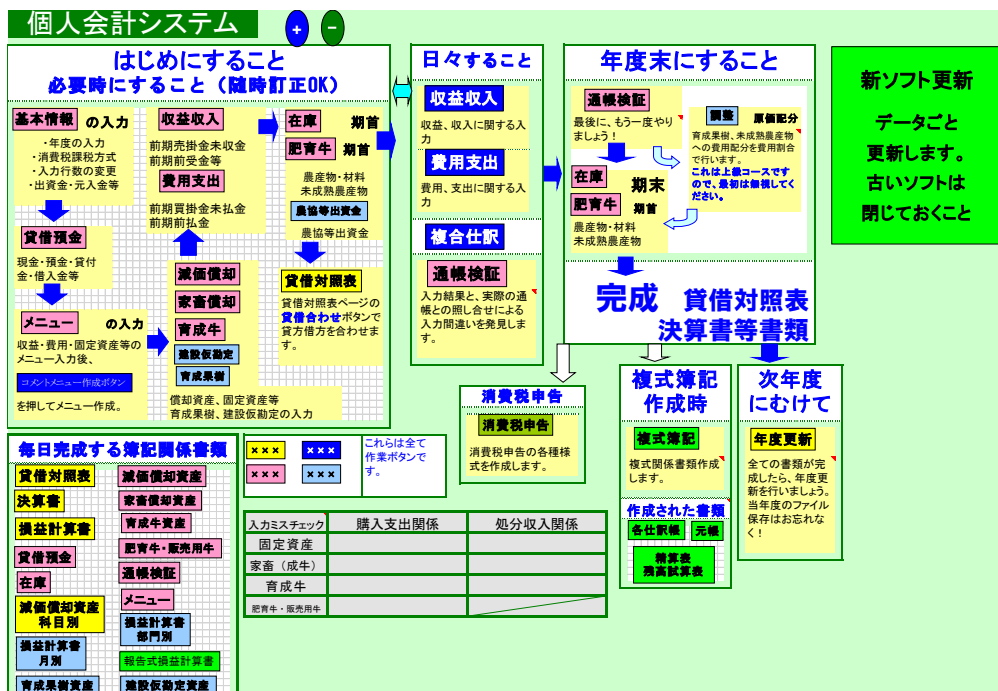 個人会計システム
+
−
はじめにすること
必要時にすること（随時訂正OK）
基本情報 の入力
・年度の入力
・消費税課税方式
・入力行数の変更
・出資金・元入金等
貸借預金
現金・預金・貸付
金・借入金等
メニュー の入力
収益・費用・固定資産等の
メニュー入力後、
コメントメニュー作成ボタン
を押してメニュー作成。
収益収入
前期売掛金未収金
前期前受金等
費用支出
前期買掛金未払金
前期前払金
減価償却
家畜償却
育成牛
建設仮勘定
育成果樹
償却資産、固定資産等
育成果樹、建設仮勘定の入力
在庫 期首
肥育牛 期首
農産物・材料
未成熟農産物
農協等出資金
農協等出資金
貸借対照表
貸借対照表ページの
貸借合わせボタンで
貸方借方を合わせま
す。
日々すること
収益収入
収益、収入に関する入
力
費用支出
費用、支出に関する入
力
複合仕訳
通帳検証
入力結果と、実際の通
帳との照し合せによる
入力間違いを発見しま
す。
年度末にすること
通帳検証
最後に、もう一度やり
ましょう！
在庫 期末
肥育牛 期首
農産物・材料
未成熟農産物
調整 原価配分
育成果樹、未成熟農産物
への費用配分を費用割合
で行います。
これは上級コースです
ので、最初は無視してく
ださい。
完成 貸借対照表
決算書等書類
新ソフト更新
データごと
更新します。
古いソフトは
閉じておくこと
消費税申告
消費税申告
消費税申告の各種様
式を作成します。
複式簿記
作成時
複式簿記
複式関係書類作成
します。
作成された書類
各仕訳帳 元帳
精算表
残高試算表
次年度
にむけて
年度更新
全ての書類が完
成したら、年度更
新を行いましょう。
当年度のファイル
保存はお忘れな
く！
毎日完成する簿記関係書類
貸借対照表
決算書
損益計算書
貸借預金
在庫
減価償却資産
科目別
損益計算書
月別
育成果樹資産
減価償却資産
家畜償却資産
育成牛資産
肥育牛・販売用牛
通帳検証
メニュー
損益計算書
部門別
報告式損益計算書
建設仮勘定資産
××× ×××
××× ×××
これらは全て
作業ボタンで
す。
入力ミスチェック 購入支出関係 処分収入関係
固定資産
家畜（成牛）
育成牛
肥育牛・販売用牛